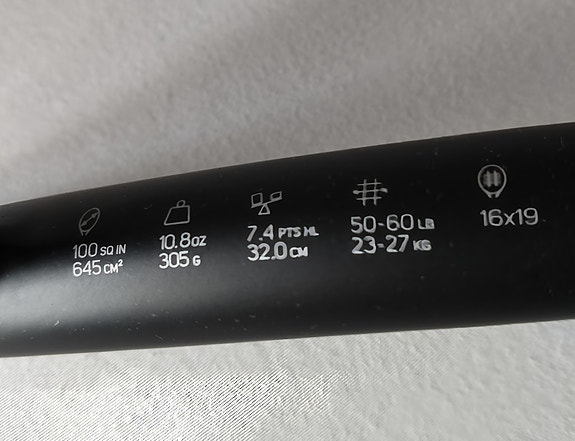 100 SQ IN
645 CM²
10.8 OZ
305 G
7.4 PTS HL
32.0 CM
50-60 LB
23-27 KG
16x19